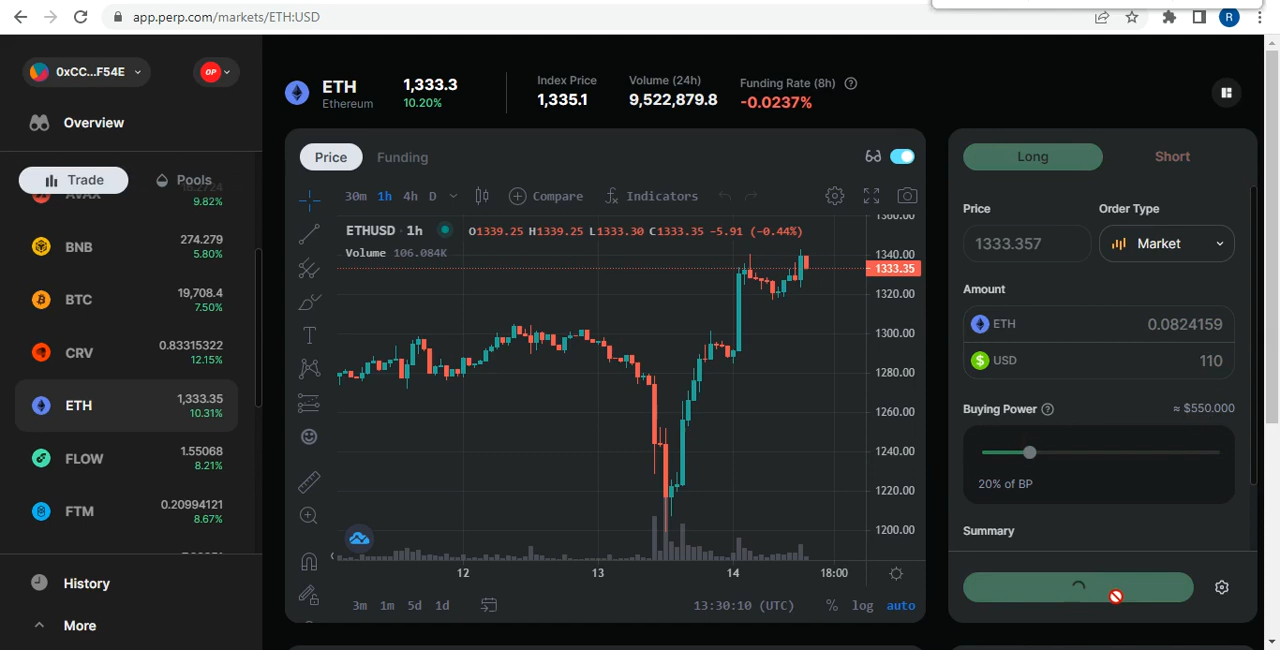 app.perp.com/markets/ETH:USD
R
0xCC...F54E
OP
Overview
Trade
Pools
9.82%
BNB
274.279
5.80%
BTC
19,708.4
7.50%
CRV
0.83315322
12.15%
ETH
1,333.35
10.31%
FLOW
1.55068
8.21%
FTM
0.20994121
8.67%
History
More
ETH
Ethereum
1,333.3
10.20%
Index Price
1,335.1
Volume (24h)
9,522,879.8
Funding Rate (8h)
-0.0237%
Price
Funding
30m 1h 4h D
Compare
Indicators
ETHUSD · 1h
O1339.25 H1339.25 L1333.30 C1333.35 -5.91 (-0.44%)
Volume 106.084K
1360.00
1340.00
1333.35
1320.00
1300.00
1280.00
1260.00
1240.00
1220.00
1200.00
12 13 14 18:00
3m 1m 5d 1d
13:30:10 (UTC)
% log auto
Long
Short
Price
Order Type
1333.357
Market
Amount
ETH
0.0824159
USD
110
Buying Power
≈ $550.000
20% of BP
Summary